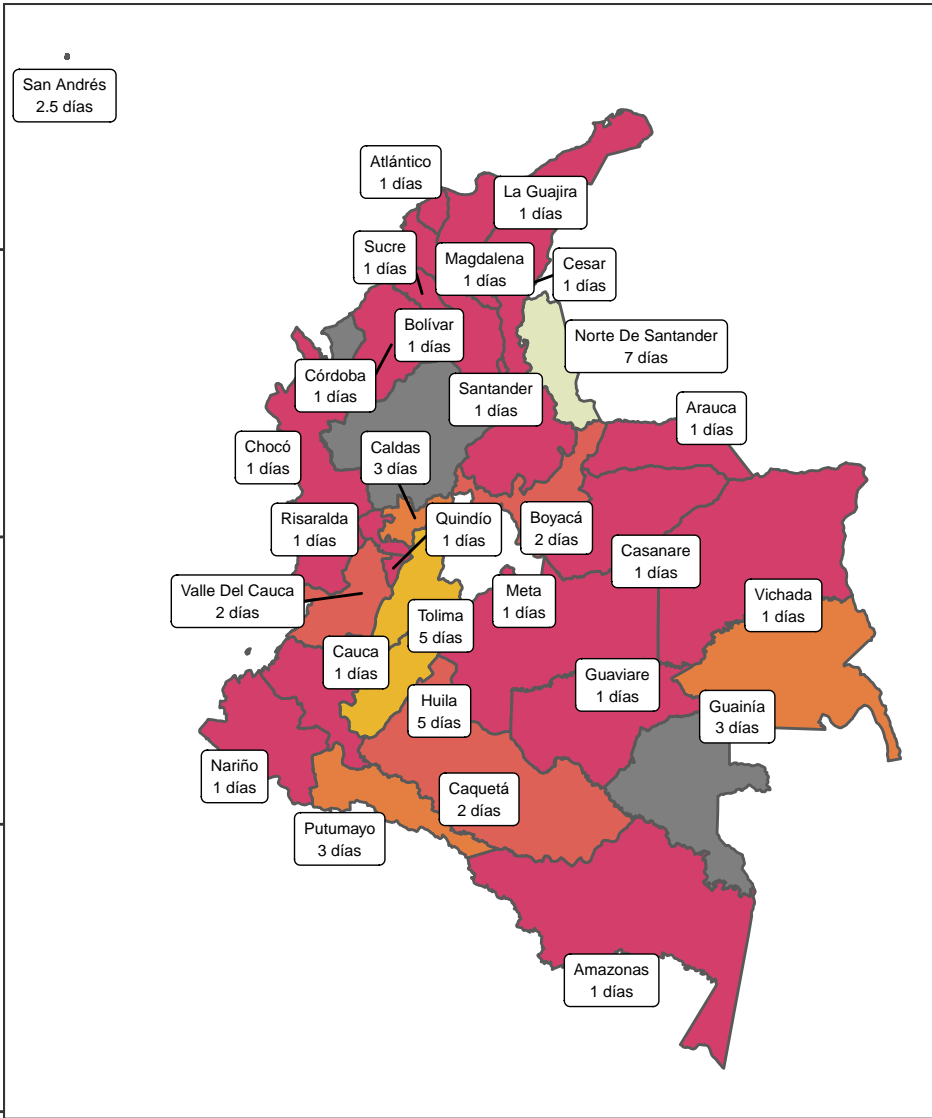 San Andrés
2.5 días
Atlántico
1 días
La Guajira
1 días
Sucre
1 días
Magdalena
1 días
Cesar
1 días
Bolívar
1 días
Norte De Santander
7 días
Córdoba
1 días
Santander
1 días
Arauca
1 días
Chocó
1 días
Caldas
3 días
Risaralda
1 días
Quindío
1 días
Boyacá
2 días
Casanare
1 días
Valle Del Cauca
2 días
Meta
1 días
Vichada
1 días
Tolima
5 días
Cauca
1 días
Guaviare
1 días
Huila
5 días
Guainía
3 días
Nariño
1 días
Caquetá
2 días
Putumayo
3 días
Amazonas
1 días